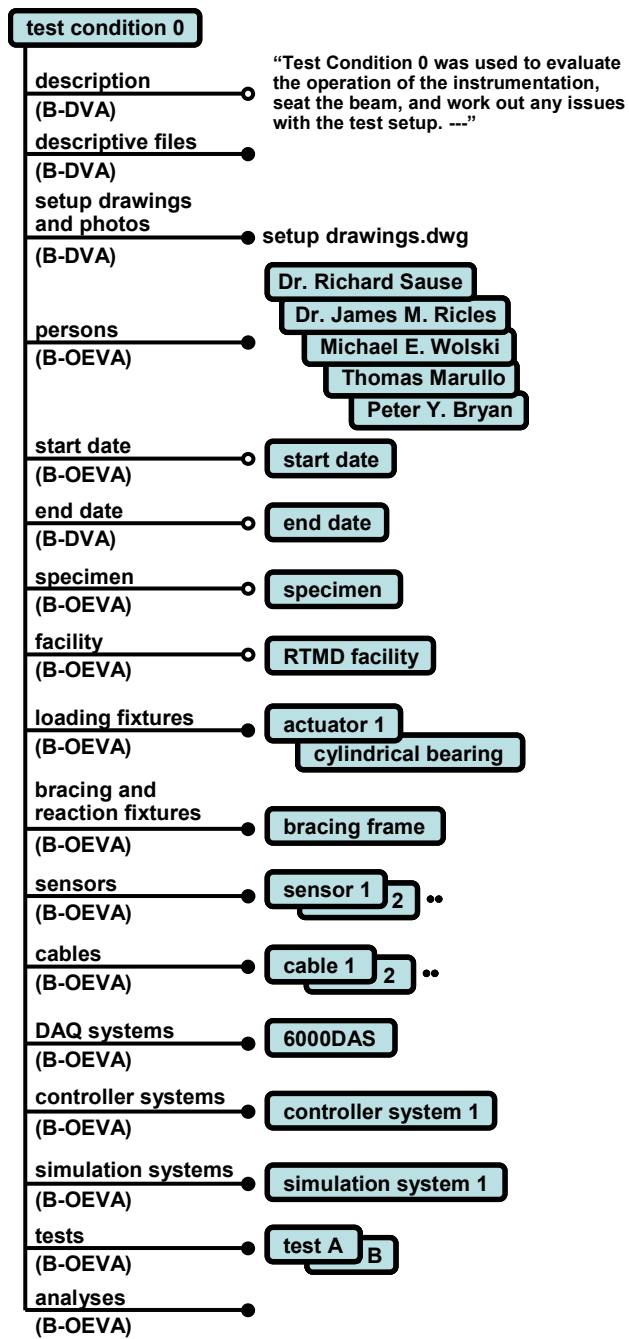 test condition 0
description
(B-DVA)
“Test Condition 0 was used to evaluate
the operation of the instrumentation,
seat the beam, and work out any issues
with the test setup. ---”
descriptive files
(B-DVA)
setup drawings
and photos
(B-DVA)
setup drawings.dwg
persons
(B-OEVA)
Dr. Richard Sause
Dr. James M. Ricles
Michael E. Wolski
Thomas Marullo
Peter Y. Bryan
start date
(B-OEVA)
start date
end date
(B-DVA)
end date
specimen
(B-OEVA)
specimen
facility
(B-OEVA)
RTMD facility
loading fixtures
(B-OEVA)
actuator 1
cylindrical bearing
bracing and
reaction fixtures
(B-OEVA)
bracing frame
sensors
(B-OEVA)
sensor 1
2 ••
cables
(B-OEVA)
cable 1
2 ••
DAQ systems
(B-OEVA)
6000DAS
controller systems
(B-OEVA)
controller system 1
simulation systems
(B-OEVA)
simulation system 1
tests
(B-OEVA)
test A
B
analyses
(B-OEVA)